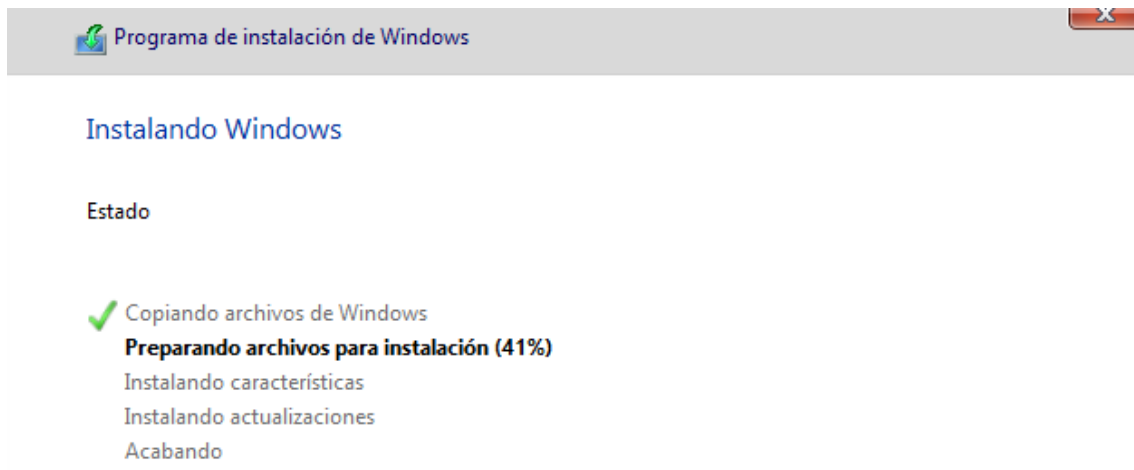 Programa de instalación de Windows
Instalando Windows
Estado
Copiando archivos de Windows
Preparando archivos para instalación (41%)
Instalando características
Instalando actualizaciones
Acabando